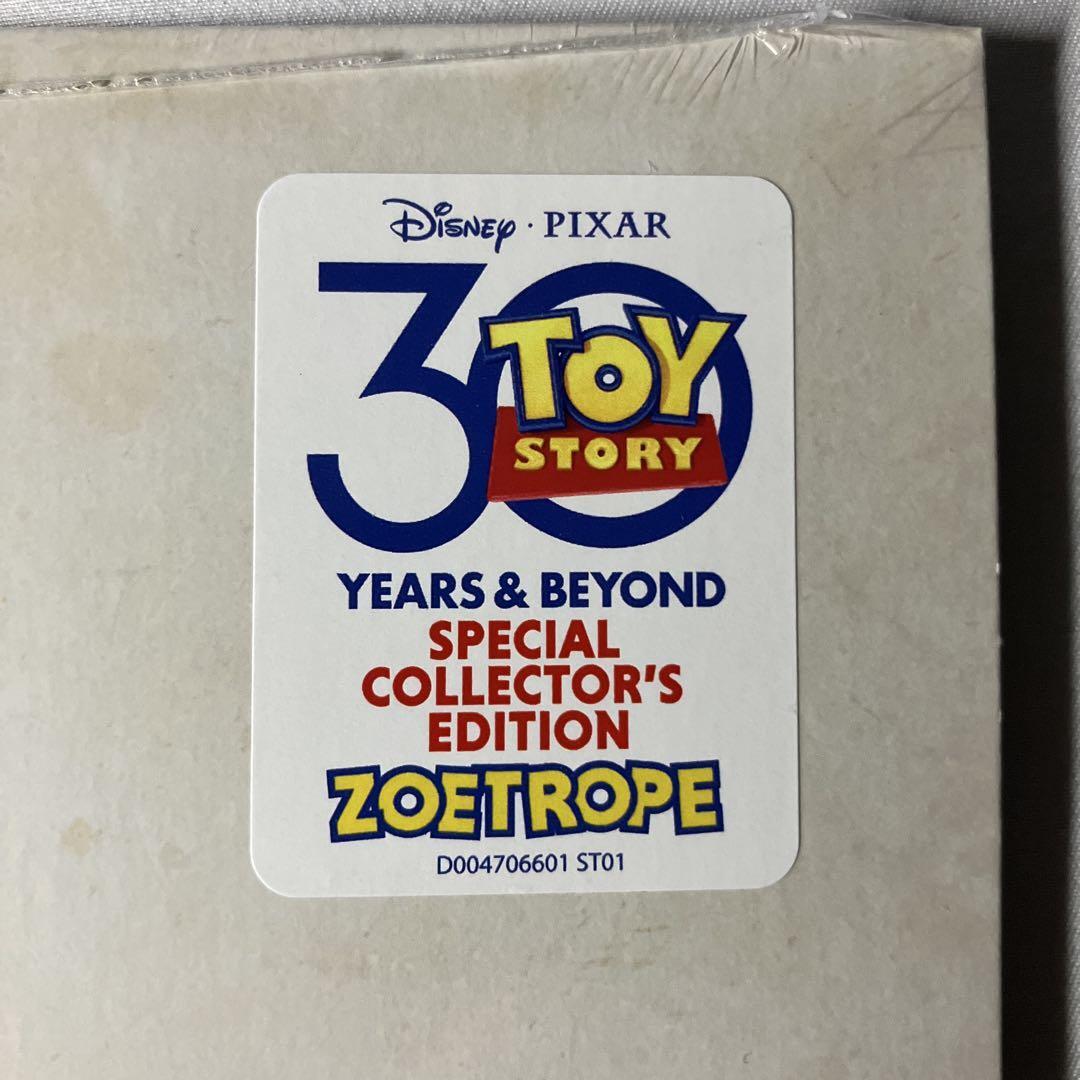 Disney · PIXAR
30
TOY
STORY
YEARS & BEYOND
SPECIAL
COLLECTOR'S
EDITION
ZOETROPE
D004706601 ST01